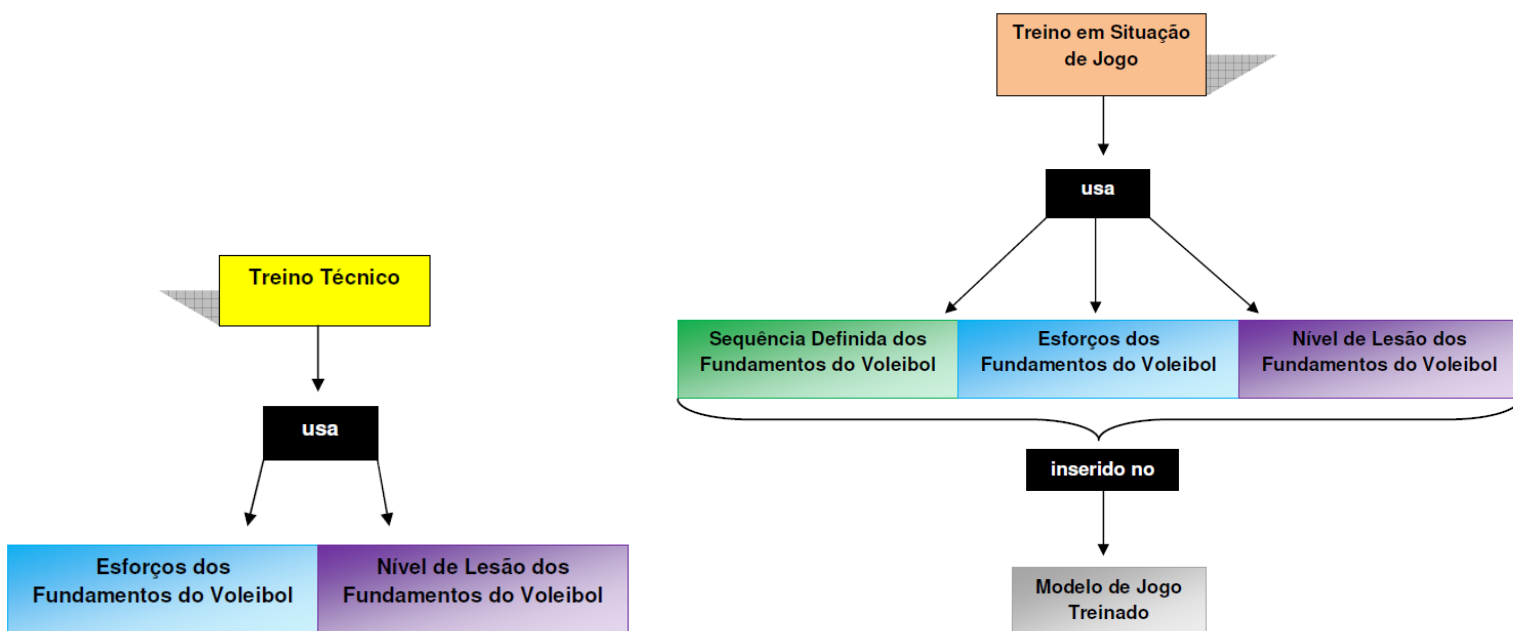 Treino Técnico
usa
Esforços dos
Fundamentos do Voleibol
Nível de Lesão dos
Fundamentos do Voleibol
Treino em Situação
de Jogo
usa
Sequência Definida dos
Fundamentos do Voleibol
Esforços dos
Fundamentos do Voleibol
Nível de Lesão dos
Fundamentos do Voleibol
inserido no
Modelo de Jogo
Treinado